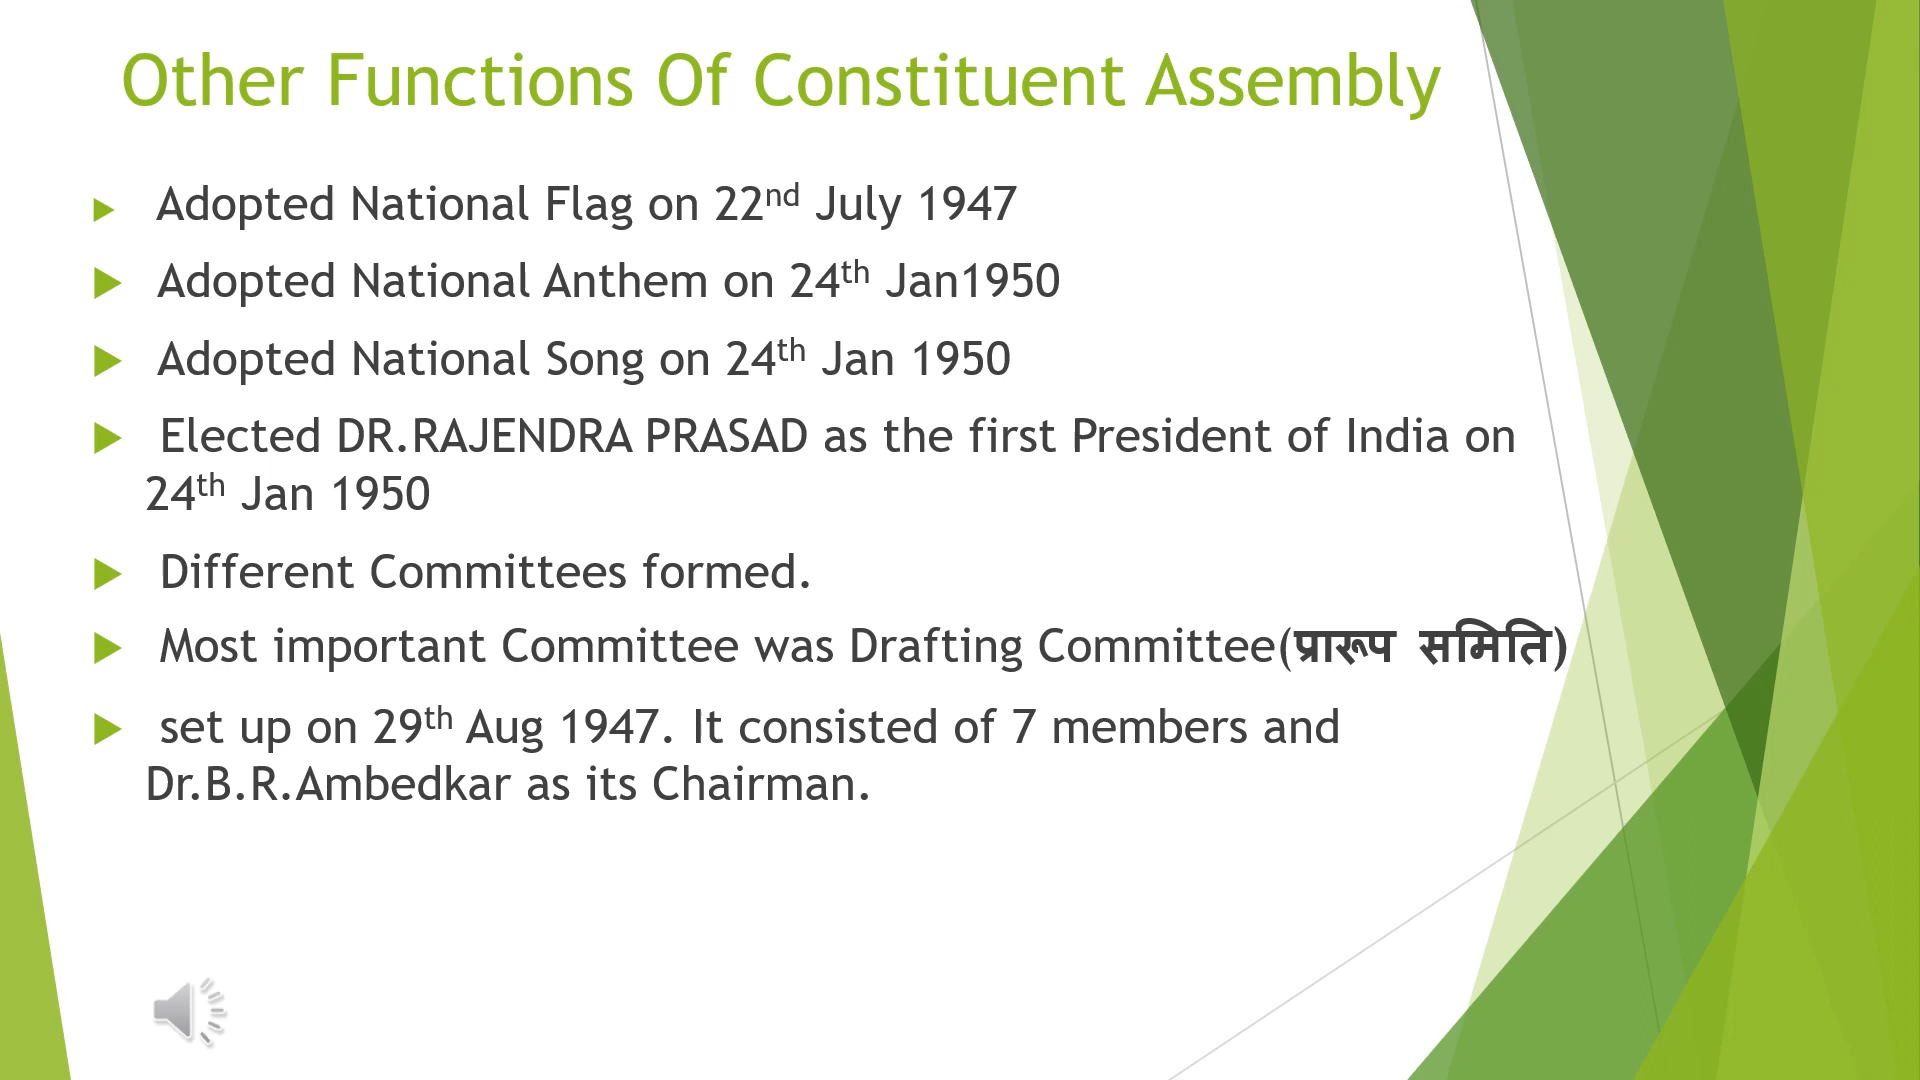 Other Functions Of Constituent Assembly
Adopted National Flag on 22nd July 1947
Adopted National Anthem on 24th Jan1950
Adopted National Song on 24th Jan 1950
Elected DR.RAJENDRA PRASAD as the first President of India on
24th Jan 1950
Different Committees formed.
Most important Committee was Drafting Committee(प्रारूप समिति)
set up on 29th Aug 1947. It consisted of 7 members and
Dr.B.R.Ambedkar as its Chairman.